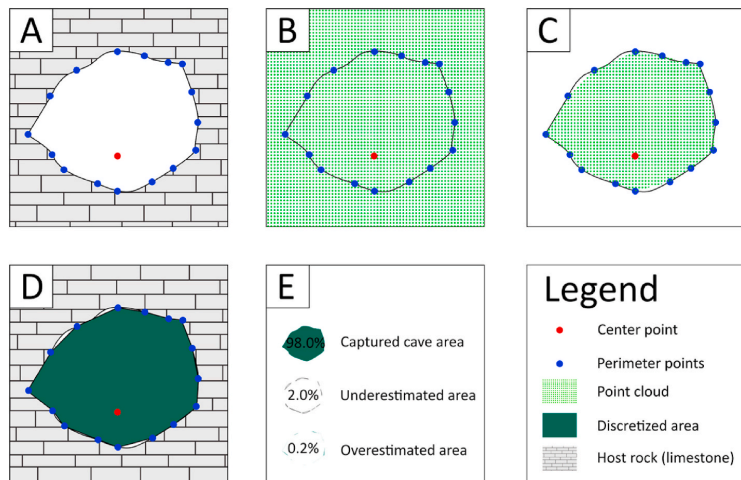 A
B
C
D
E
98.0%
Captured cave area
2.0%
Underestimated area
0.2%
Overestimated area
Legend
Center point
Perimeter points
Point cloud
Discretized area
Host rock (limestone)